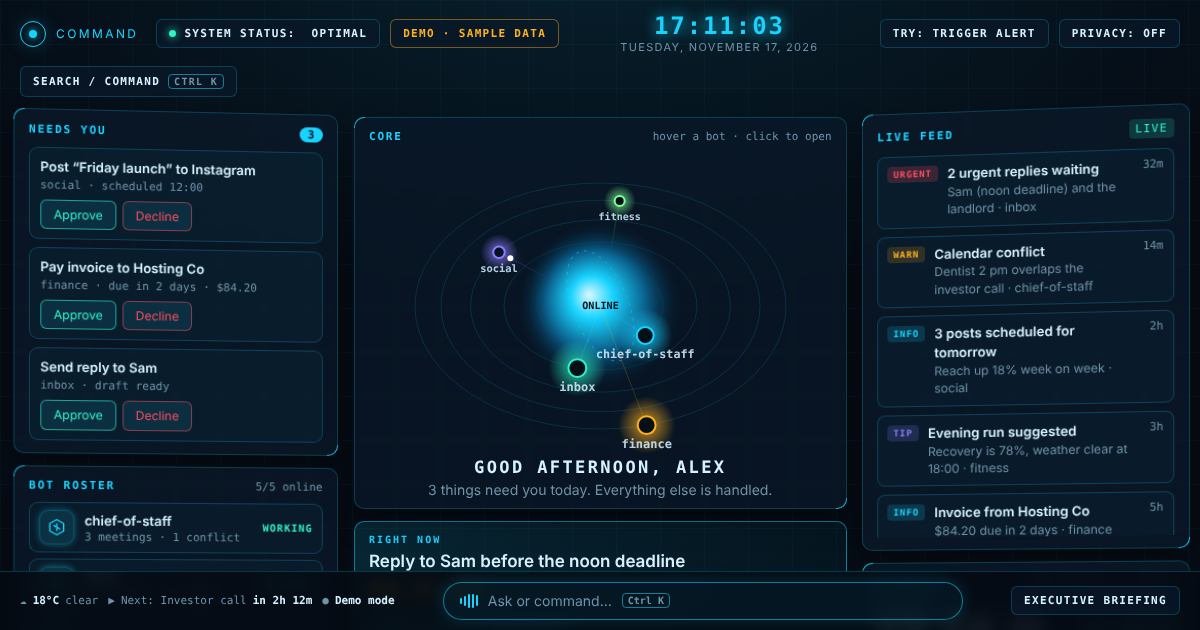 COMMAND
SYSTEM STATUS: OPTIMAL
DEMO · SAMPLE DATA
17:11:03
TUESDAY, NOVEMBER 17, 2026
TRY: TRIGGER ALERT
PRIVACY: OFF
SEARCH / COMMAND CTRL K
NEEDS YOU
3
Post “Friday launch” to Instagram
social · scheduled 12:00
Approve Decline
Pay invoice to Hosting Co
finance · due in 2 days · $84.20
Approve Decline
Send reply to Sam
inbox · draft ready
Approve Decline
BOT ROSTER
5/5 online
chief-of-staff
3 meetings · 1 conflict
WORKING
CORE
hover a bot · click to open
fitness
social
ONLINE
chief-of-staff
inbox
finance
GOOD AFTERNOON, ALEX
3 things need you today. Everything else is handled.
RIGHT NOW
Reply to Sam before the noon deadline
LIVE FEED
LIVE
URGENT
2 urgent replies waiting
32m
Sam (noon deadline) and the
landlord · inbox
WARN
Calendar conflict
14m
Dentist 2 pm overlaps the
investor call · chief-of-staff
INFO
3 posts scheduled for
tomorrow
2h
Reach up 18% week on week ·
social
TIP
Evening run suggested
3h
Recovery is 78%, weather clear at
18:00 · fitness
INFO
Invoice from Hosting Co
5h
$84.20 due in 2 days · finance
18°C clear
Next: Investor call in 2h 12m
Demo mode
Ask or command... Ctrl K
EXECUTIVE BRIEFING